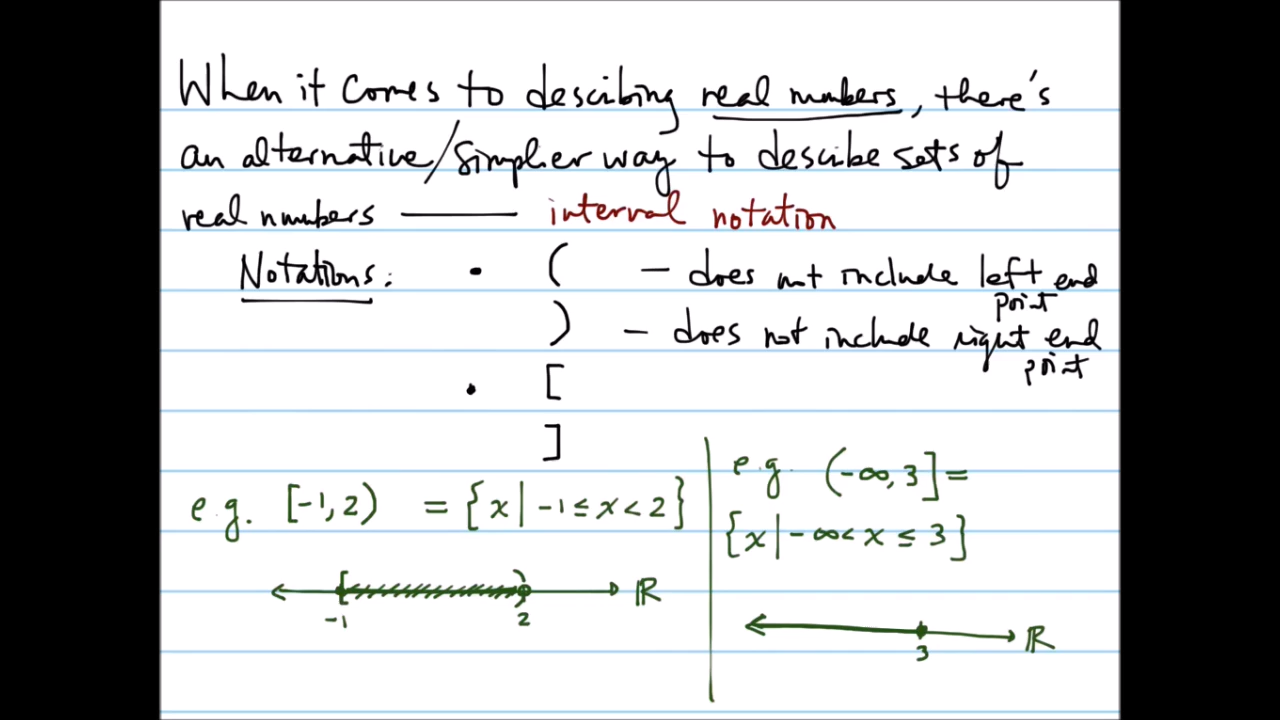 When it comes to describing real numbers, there's
an alternative/simplier way to describe sets of
real numbers —— interval notation
Notations: • ( — does not include left end
point
) — does not include right end
point
• [
]
e.g. [-1, 2) = {x | -1 ≤ x < 2}
-1 2 ℝ
e.g. (-∞, 3] =
{x | -∞ < x ≤ 3}
3 ℝ